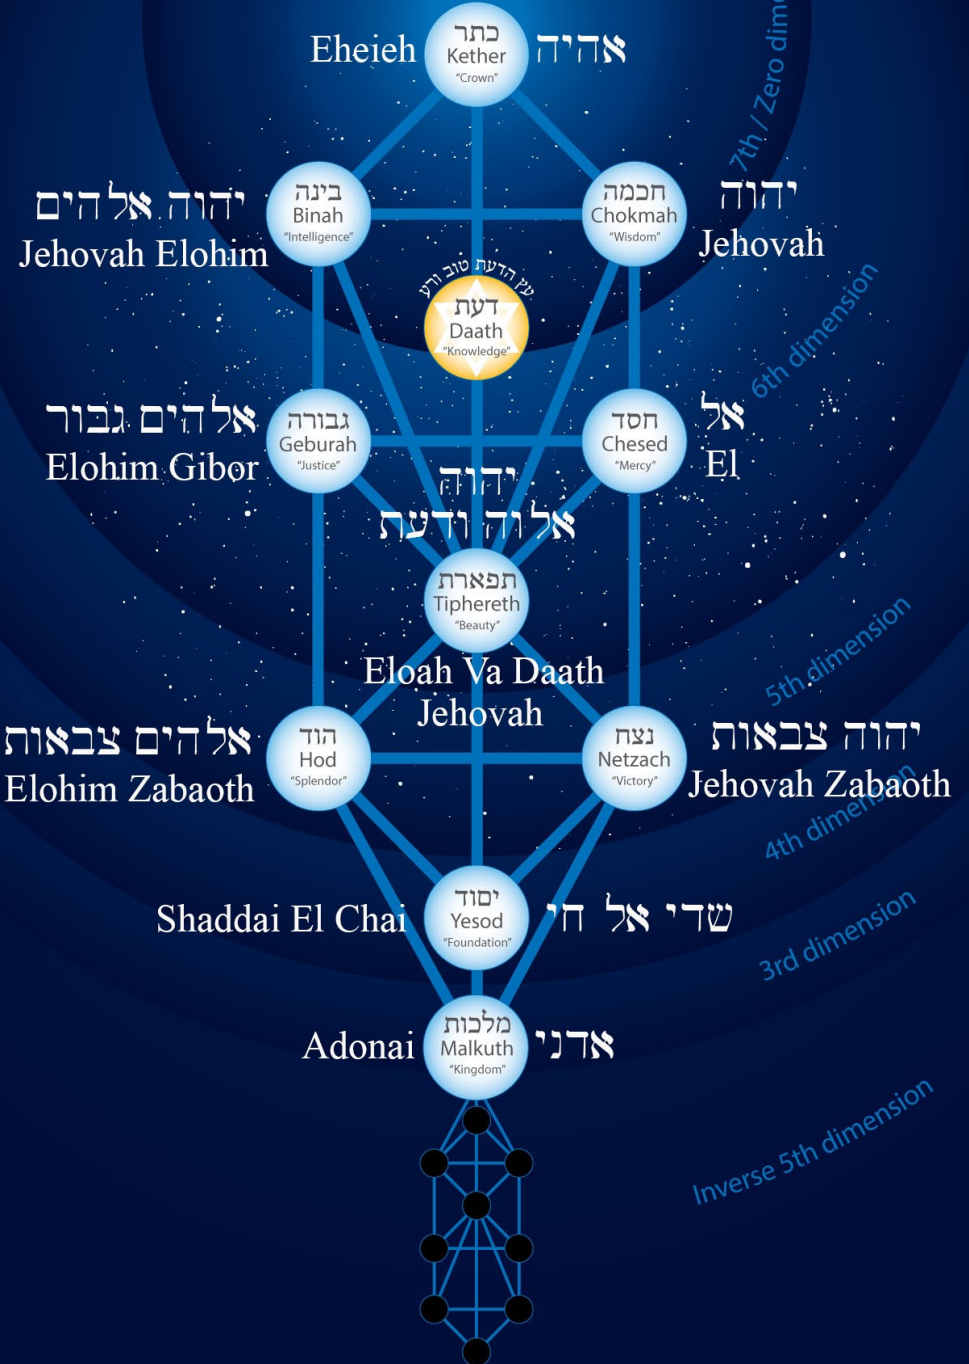 כתר
Eheieh Kether אהיה
"Crown"
7th / Zero dim
יהוה אלהים
Jehovah Elohim
בינה
Binah
"Intelligence"
חכמה
Chokmah
"Wisdom"
יהוה
Jehovah
עץ הדעת טוב ורע
דעת
Daath
"Knowledge"
6th dimension
אלהים גבור
Elohim Gibor
גבורה
Geburah
"Justice"
חסד
Chesed
"Mercy"
אל
El
יהוה
אלוה ודעת
תפארת
Tiphereth
"Beauty"
Eloah Va Daath
Jehovah
5th dimension
אלהים צבאות
Elohim Zabaoth
הוד
Hod
"Splendor"
נצח
Netzach
"Victory"
יהוה צבאות
Jehovah Zabaoth
4th dimension
יסוד
Shaddai El Chai Yesod שדי אל חי
"Foundation"
3rd dimension
מלכות
Adonai Malkuth אדני
"Kingdom"
Inverse 5th dimension